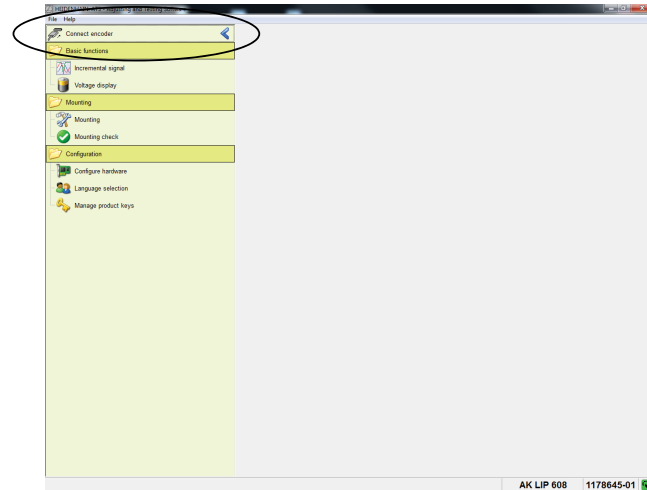 File Help
Connect encoder
Basic functions
Incremental signal
Voltage display
Mounting
Mounting
Mounting check
Configuration
Configure hardware
Language selection
Manage product keys
AK LIP 608 1178645-01